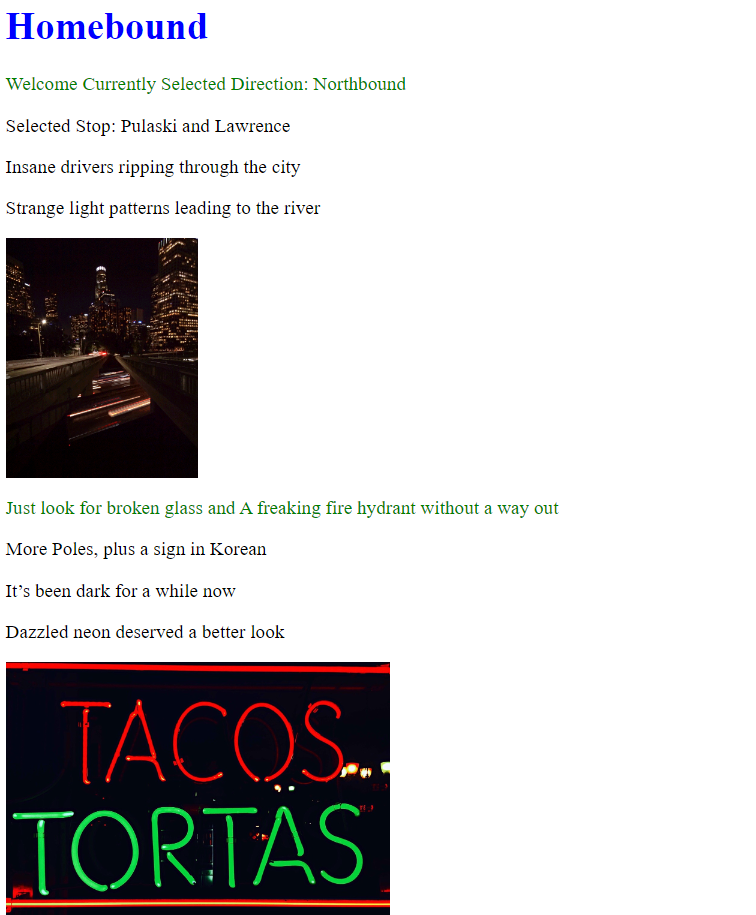 Homebound
Welcome Currently Selected Direction: Northbound
Selected Stop: Pulaski and Lawrence
Insane drivers ripping through the city
Strange light patterns leading to the river
Just look for broken glass and A freaking fire hydrant without a way out
More Poles, plus a sign in Korean
It’s been dark for a while now
Dazzled neon deserved a better look
TACOS
TORTAS